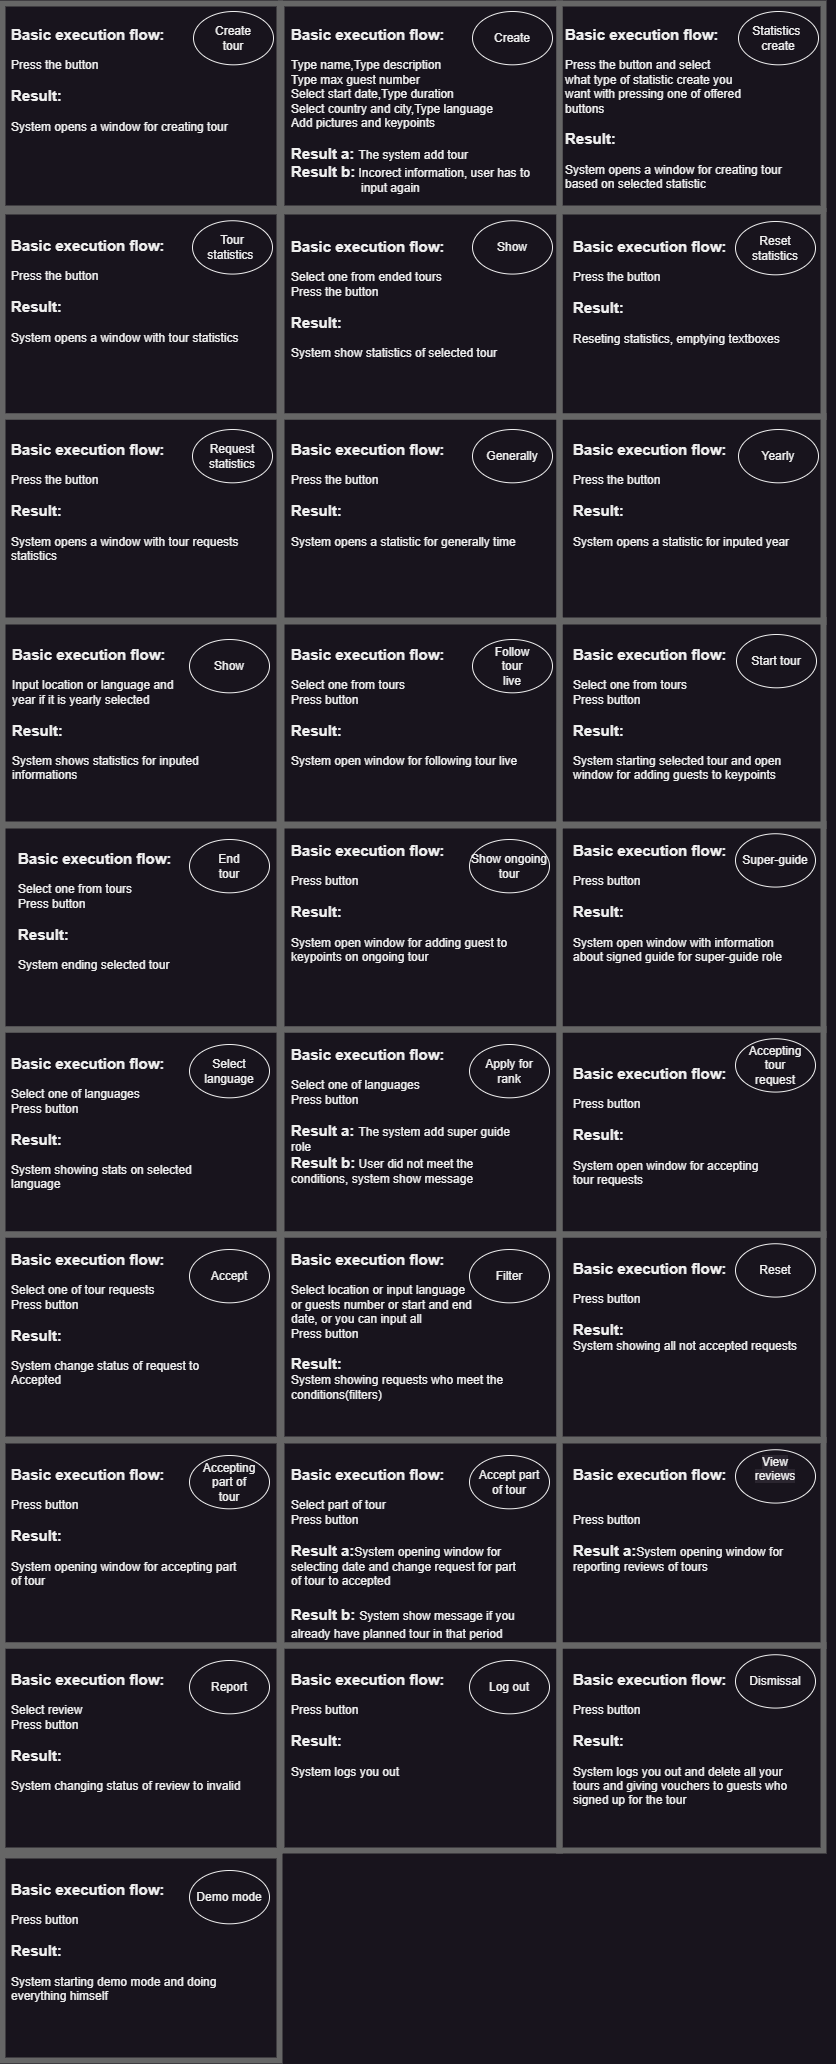 Basic execution flow:
Create
tour
Press the button
Result:
System opens a window for creating tour
Basic execution flow:
Create
Type name,Type description
Type max guest number
Select start date,Type duration
Select country and city,Type language
Add pictures and keypoints
Result a: The system add tour
Result b: Incorect information, user has to
input again
Basic execution flow:
Statistics
create
Press the button and select
what type of statistic create you
want with pressing one of offered
buttons
Result:
System opens a window for creating tour
based on selected statistic
Basic execution flow:
Tour
statistics
Press the button
Result:
System opens a window with tour statistics
Basic execution flow:
Show
Select one from ended tours
Press the button
Result:
System show statistics of selected tour
Basic execution flow:
Reset
statistics
Press the button
Result:
Reseting statistics, emptying textboxes
Basic execution flow:
Request
statistics
Press the button
Result:
System opens a window with tour requests
statistics
Basic execution flow:
Generally
Press the button
Result:
System opens a statistic for generally time
Basic execution flow:
Yearly
Press the button
Result:
System opens a statistic for inputed year
Basic execution flow:
Show
Input location or language and
year if it is yearly selected
Result:
System shows statistics for inputed
informations
Basic execution flow:
Follow
tour
live
Select one from tours
Press button
Result:
System open window for following tour live
Basic execution flow:
Start tour
Select one from tours
Press button
Result:
System starting selected tour and open
window for adding guests to keypoints
Basic execution flow:
End
tour
Select one from tours
Press button
Result:
System ending selected tour
Basic execution flow:
Show ongoing
tour
Press button
Result:
System open window for adding guest to
keypoints on ongoing tour
Basic execution flow:
Super-guide
Press button
Result:
System open window with information
about signed guide for super-guide role
Basic execution flow:
Select
language
Select one of languages
Press button
Result:
System showing stats on selected
language
Basic execution flow:
Apply for
rank
Select one of languages
Press button
Result a: The system add super guide
role
Result b: User did not meet the
conditions, system show message
Basic execution flow:
Accepting
tour
request
Press button
Result:
System open window for accepting
tour requests
Basic execution flow:
Accept
Select one of tour requests
Press button
Result:
System change status of request to
Accepted
Basic execution flow:
Filter
Select location or input language
or guests number or start and end
date, or you can input all
Press button
Result:
System showing requests who meet the
conditions(filters)
Basic execution flow:
Reset
Press button
Result:
System showing all not accepted requests
Basic execution flow:
Accepting
part of
tour
Press button
Result:
System opening window for accepting part
of tour
Basic execution flow:
Accept part
of tour
Select part of tour
Press button
Result a:System opening window for
selecting date and change request for part
of tour to accepted
Result b: System show message if you
already have planned tour in that period
Basic execution flow:
View
reviews
Press button
Result a:System opening window for
reporting reviews of tours
Basic execution flow:
Report
Select review
Press button
Result:
System changing status of review to invalid
Basic execution flow:
Log out
Press button
Result:
System logs you out
Basic execution flow:
Dismissal
Press button
Result:
System logs you out and delete all your
tours and giving vouchers to guests who
signed up for the tour
Basic execution flow:
Demo mode
Press button
Result:
System starting demo mode and doing
everything himself